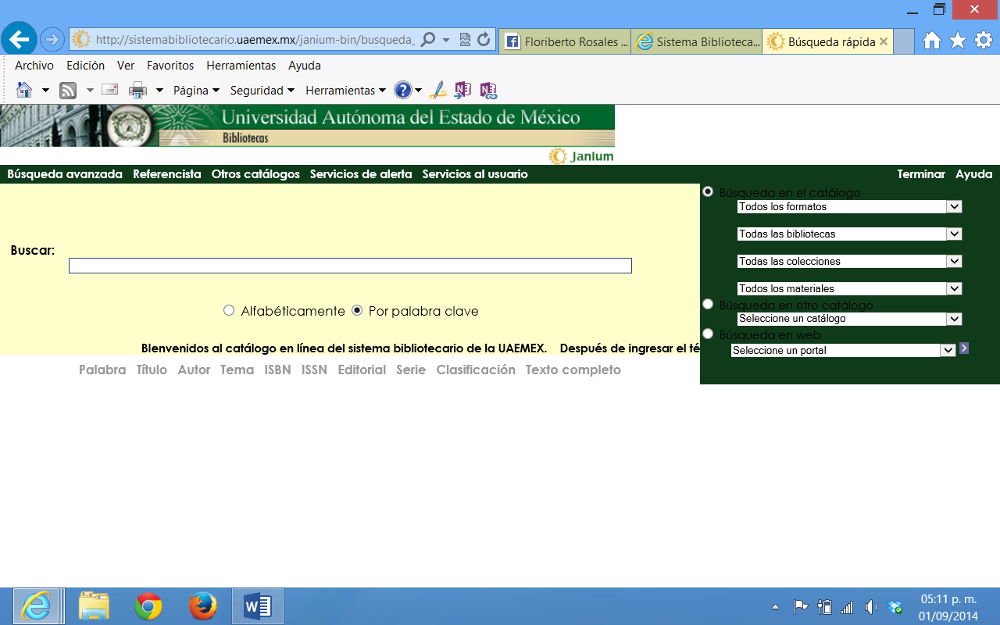 http://sistemabibliotecario.uaemex.mx/janium-bin/busqueda_
Floriberto Rosales ...
Sistema Biblioteca...
Búsqueda rápida
Archivo Edición Ver Favoritos Herramientas Ayuda
Página Seguridad Herramientas
Universidad Autónoma del Estado de México
Bibliotecas
Janium
Búsqueda avanzada Referencista Otros catálogos Servicios de alerta Servicios al usuario Terminar Ayuda
Búsqueda en el catálogo
Todos los formatos
Todas las bibliotecas
Buscar:
Todas las colecciones
Todos los materiales
Búsqueda en otro catálogo
Alfabéticamente Por palabra clave
Seleccione un catálogo
Búsqueda en web
Bienvenidos al catálogo en línea del sistema bibliotecario de la UAEMEX. Después de ingresar el té
Seleccione un portal
Palabra Título Autor Tema ISBN ISSN Editorial Serie Clasificación Texto completo
05:11 p. m.
01/09/2014